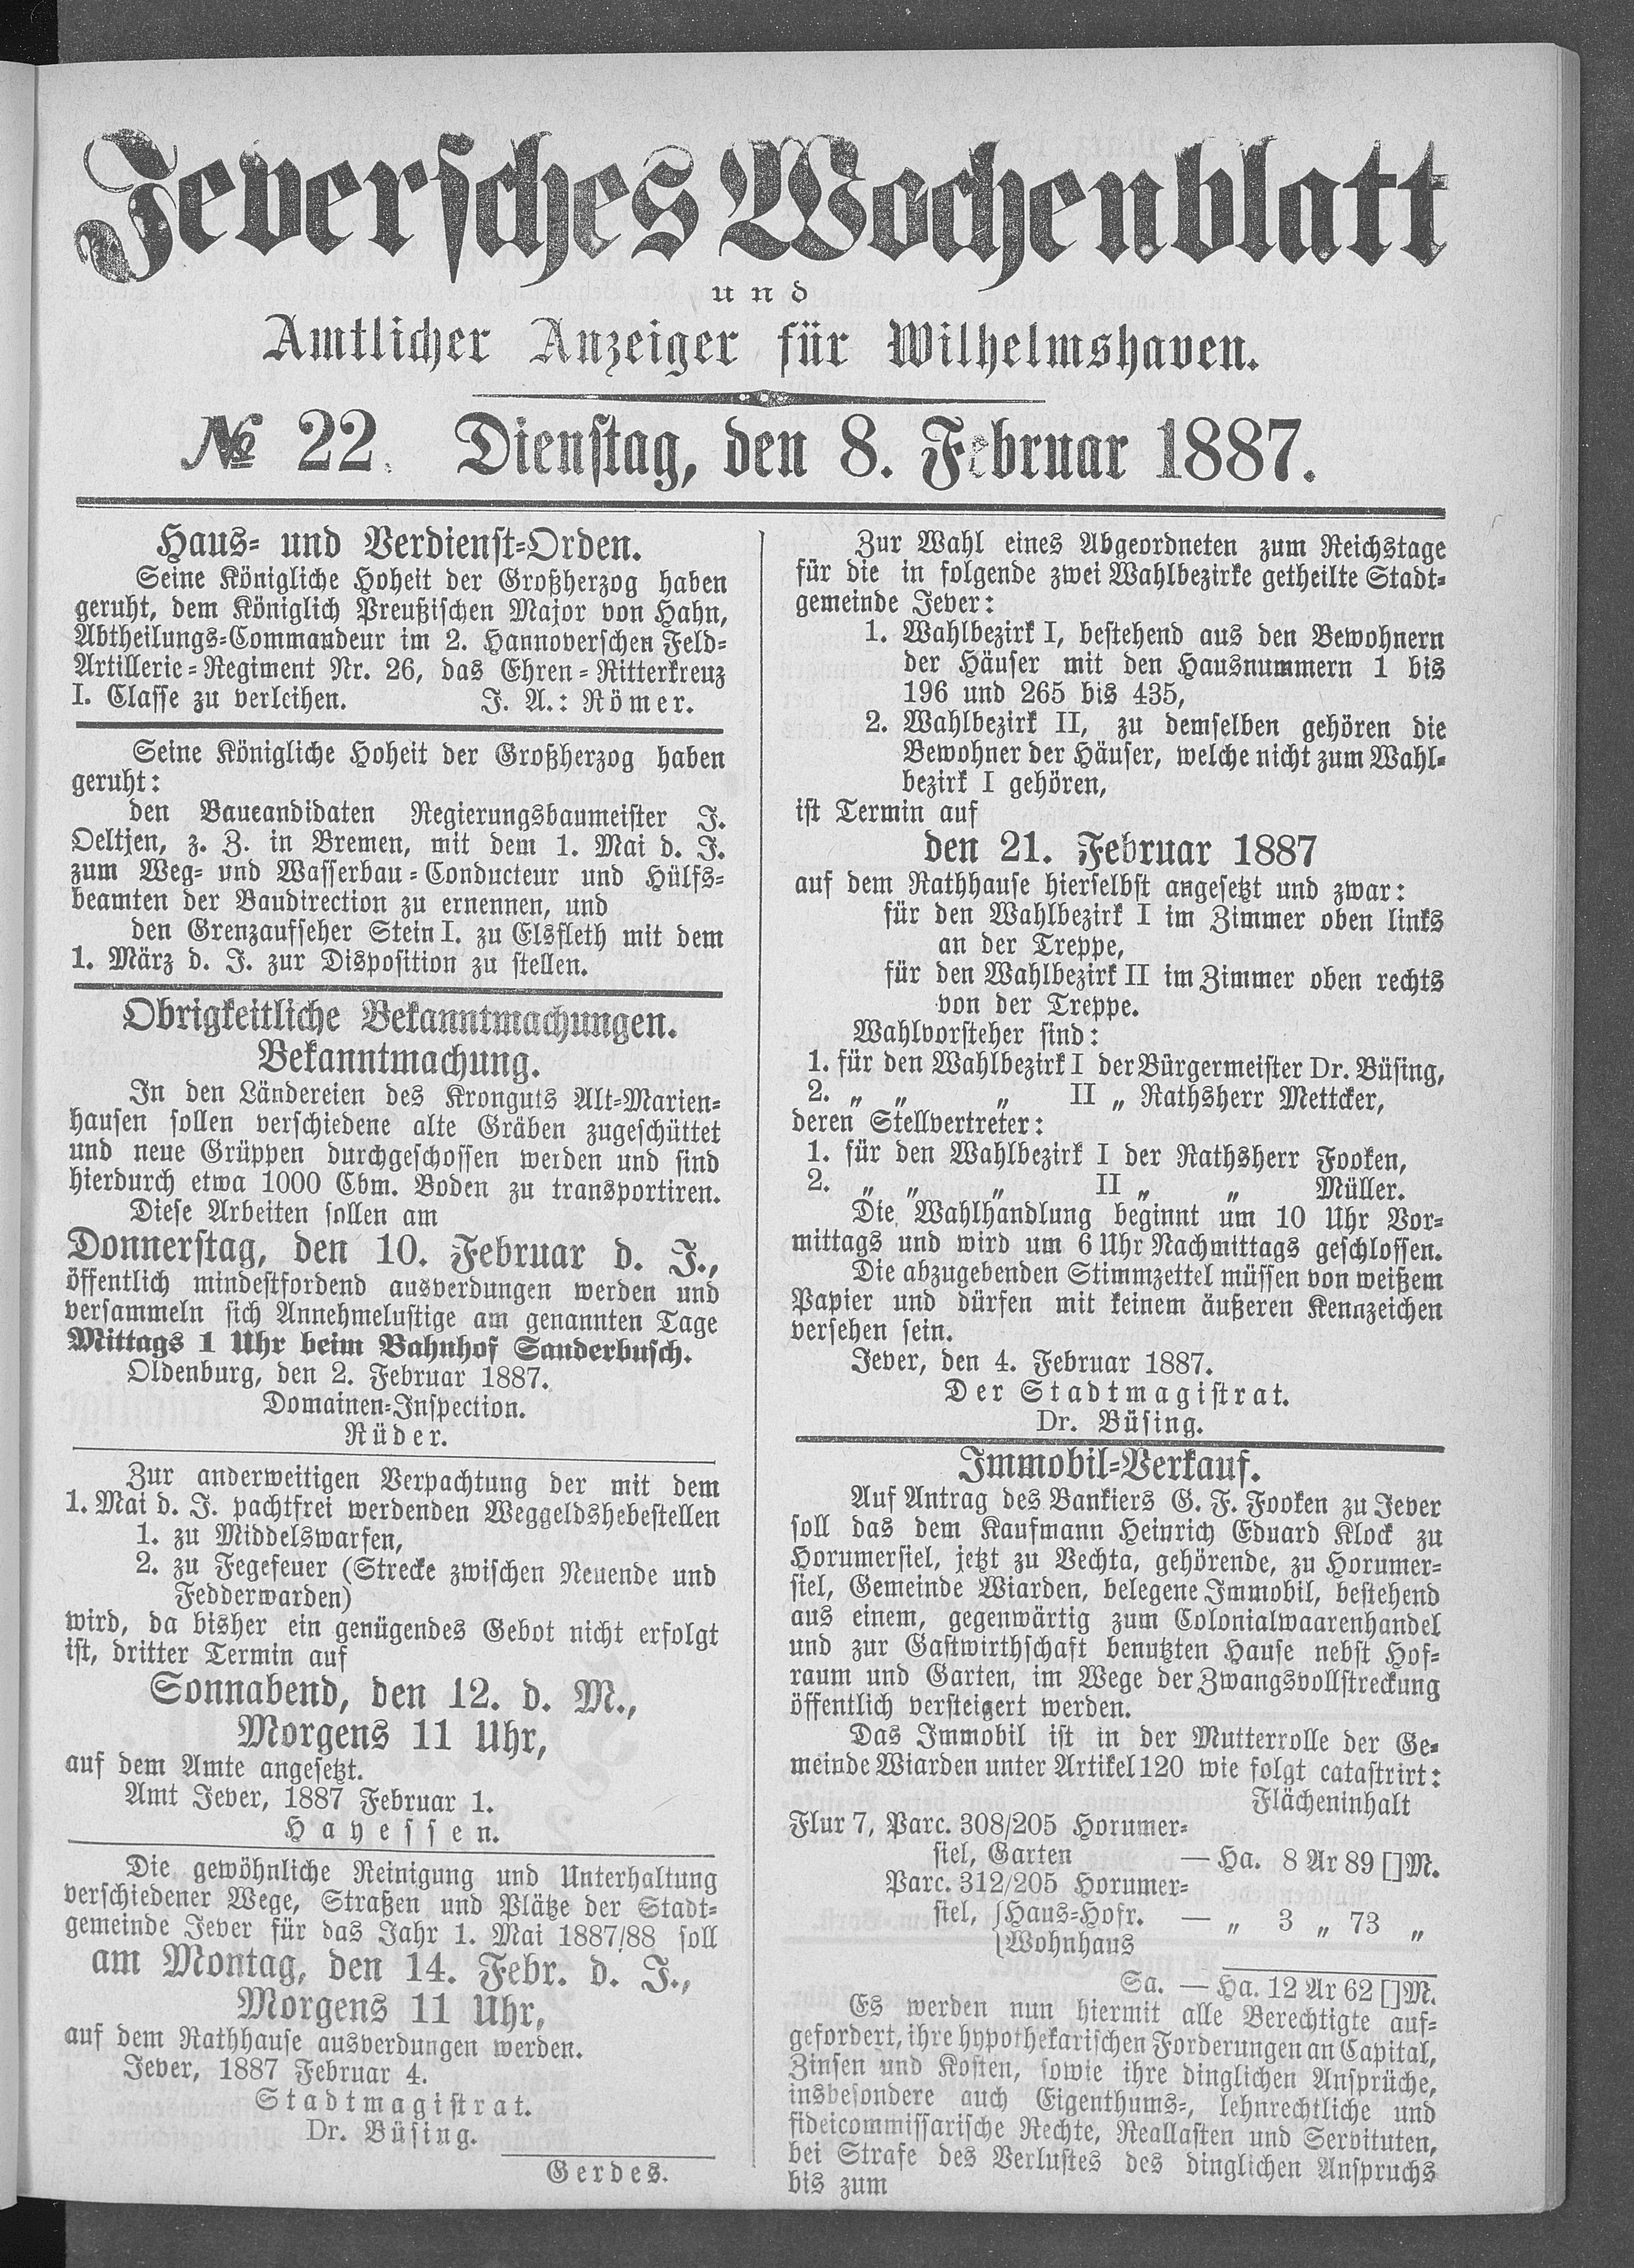 Jeversches Wochenblatt
und
Amtlicher Anzeiger für Wilhelmshaven.
№ 22. Dienstag, den 8. Februar 1887.
Haus- und Verdienst-Orden.
Seine Königliche Hoheit der Großherzog haben
geruht, dem Königlich Preußischen Major von Hahn,
Abtheilungs-Commandeur im 2. Hannoverschen Feld-
Artillerie-Regiment Nr. 26, das Ehren-Ritterkreuz
I. Classe zu verleihen. J. A.: Römer.
Seine Königliche Hoheit der Großherzog haben
geruht:
den Baucandidaten Regierungsbaumeister J.
Oeltjen, z. Z. in Bremen, mit dem 1. Mai d. J.
zum Weg- und Wasserbau-Conducteur und Hülfs-
beamten der Baudirection zu ernennen, und
den Grenzaufseher Stein I. zu Elsfleth mit dem
1. März d. J. zur Disposition zu stellen.
Obrigkeitliche Bekanntmachungen.
Bekanntmachung.
In den Ländereien des Kronguts Alt-Marien-
hausen sollen verschiedene alte Gräben zugeschüttet
und neue Grüppen durchgeschossen werden und sind
hierdurch etwa 1000 Cbm. Boden zu transportiren.
Diese Arbeiten sollen am
Donnerstag, den 10. Februar d. J.,
öffentlich mindestfordend ausverdungen werden und
versammeln sich Annehmelustige am genannten Tage
Mittags 1 Uhr beim Bahnhof Sanderbusch.
Oldenburg, den 2. Februar 1887.
Domainen-Inspection.
Rüder.
Zur anderweitigen Verpachtung der mit dem
1. Mai d. J. pachtfrei werdenden Weggeldshebestellen
1. zu Middelswarfen,
2. zu Fegefeuer (Strecke zwischen Neuende und
Fedderwarden)
wird, da bisher ein genügendes Gebot nicht erfolgt
ist, dritter Termin auf
Sonnabend, den 12. d. M.,
Morgens 11 Uhr,
auf dem Amte angesetzt.
Amt Jever, 1887 Februar 1.
Hayessen.
Die gewöhnliche Reinigung und Unterhaltung
verschiedener Wege, Straßen und Plätze der Stadt-
gemeinde Jever für das Jahr 1. Mai 1887/88 soll
am Montag, den 14. Febr. d. J.,
Morgens 11 Uhr,
auf dem Rathhause ausverdungen werden.
Jever, 1887 Februar 4.
Stadtmagistrat.
Dr. Büsing.
Gerdes.
Zur Wahl eines Abgeordneten zum Reichstage
für die in folgende zwei Wahlbezirke getheilte Stadt-
gemeinde Jever:
1. Wahlbezirk I, bestehend aus den Bewohnern
der Häuser mit den Hausnummern 1 bis
196 und 265 bis 435,
2. Wahlbezirk II, zu demselben gehören die
Bewohner der Häuser, welche nicht zum Wahl-
bezirk I gehören,
ist Termin auf
den 21. Februar 1887
auf dem Rathhause hierselbst angesetzt und zwar:
für den Wahlbezirk I im Zimmer oben links
an der Treppe,
für den Wahlbezirk II im Zimmer oben rechts
von der Treppe.
Wahlvorsteher sind:
1. für den Wahlbezirk I der Bürgermeister Dr. Büsing,
2. „ „ „ II „ Rathsherr Mettcker,
deren Stellvertreter:
1. für den Wahlbezirk I der Rathsherr Fooken,
2. „ „ „ II „ „ Müller.
Die Wahlhandlung beginnt um 10 Uhr Vor-
mittags und wird um 6 Uhr Nachmittags geschlossen.
Die abzugebenden Stimmzettel müssen von weißem
Papier und dürfen mit keinem äußeren Kennzeichen
versehen sein.
Jever, den 4. Februar 1887.
Der Stadtmagistrat.
Dr. Büsing.
Immobil-Verkauf.
Auf Antrag des Bankiers G. F. Fooken zu Jever
soll das dem Kaufmann Heinrich Eduard Klock zu
Horumersiel, jetzt zu Vechta, gehörende, zu Horumer-
siel, Gemeinde Wiarden, belegene Immobil, bestehend
aus einem, gegenwärtig zum Colonialwaarenhandel
und zur Gastwirthschaft benutzten Hause nebst Hof-
raum und Garten, im Wege der Zwangsvollstreckung
öffentlich versteigert werden.
Das Immobil ist in der Mutterrolle der Ge-
meinde Wiarden unter Artikel 120 wie folgt catastrirt:
Flächeninhalt
Flur 7, Parc. 308/205 Horumer-
siel, Garten — Ha. 8 Ar 89 []M.
Parc. 312/205 Horumer-
siel, {Haus-Hofr. — „ 3 „ 73 „
{Wohnhaus
Sa. — Ha. 12 Ar 62 []M.
Es werden nun hiermit alle Berechtigte auf-
gefordert, ihre hypothekarischen Forderungen an Capital,
Zinsen und Kosten, sowie ihre dinglichen Ansprüche,
insbesondere auch Eigenthums-, lehnrechtliche und
fideicommissarische Rechte, Reallasten und Servituten,
bei Strafe des Verlustes des dinglichen Anspruchs
bis zum